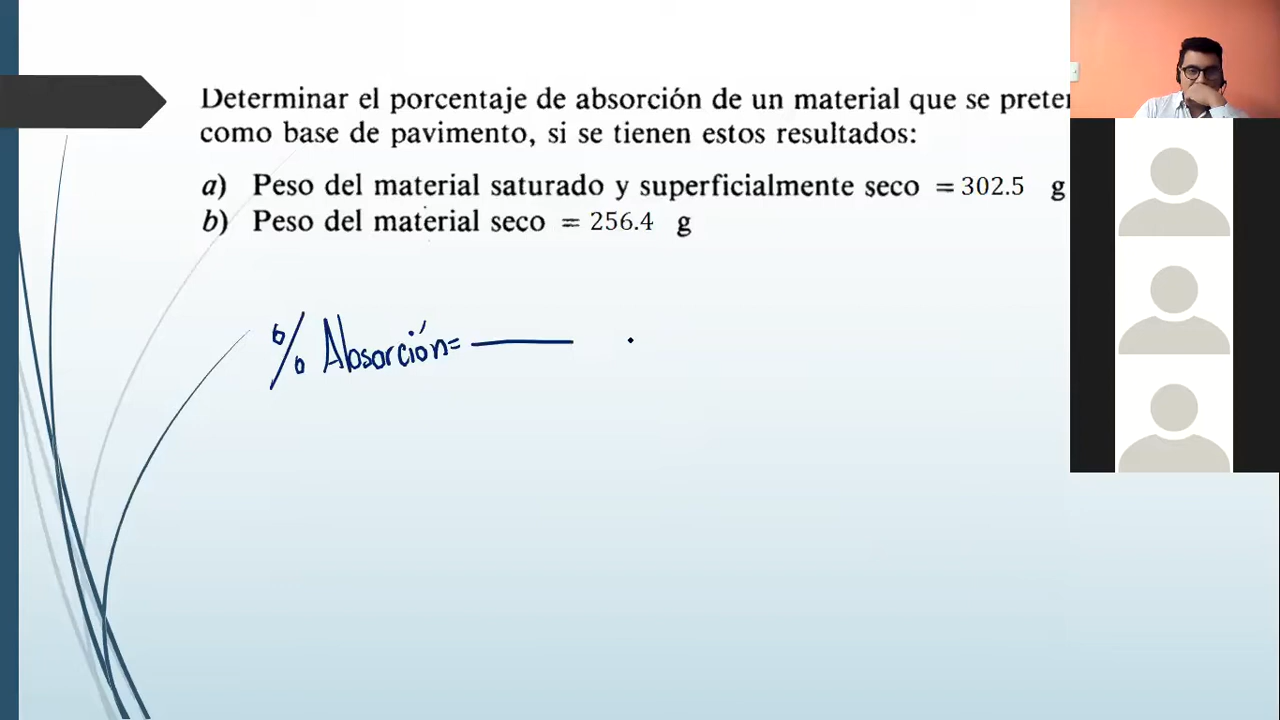 Determinar el porcentaje de absorción de un material que se preten
como base de pavimento, si se tienen estos resultados:
a) Peso del material saturado y superficialmente seco = 302.5 g
b) Peso del material seco = 256.4 g
% Absorción=